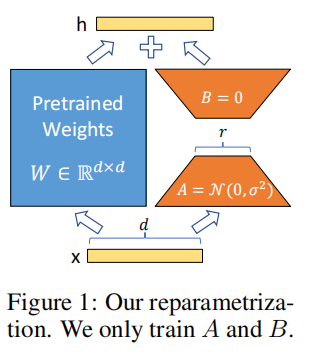 h
Pretrained
Weights
W ∈ ℝ^{d×d}
B = 0
r
A = 𝒩(0, σ²)
d
x
Figure 1: Our reparametriza-
tion. We only train A and B.